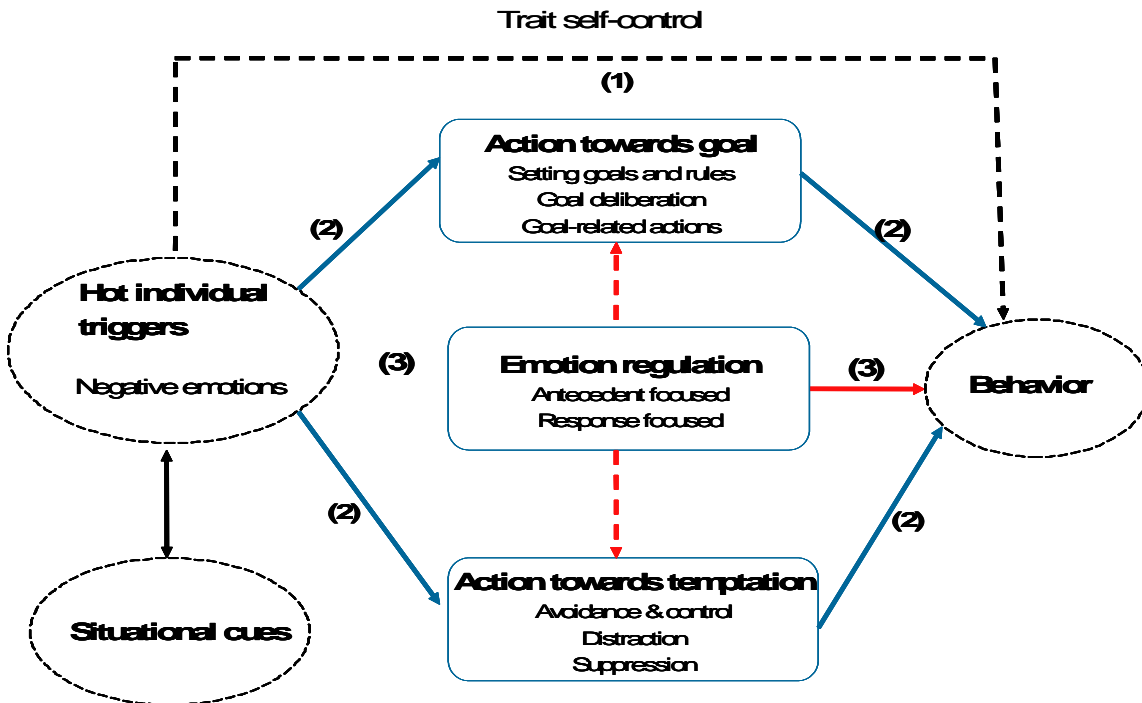 Trait self-control
(1)
Action towards goal
Setting goals and rules
Goal deliberation
Goal-related actions
(2)
(2)
Hot individual
triggers
Negative emotions
(3)
Emotion regulation
Antecedent focused
Response focused
(3)
Behavior
(2)
(2)
Action towards temptation
Avoidance & control
Distraction
Suppression
Situational cues